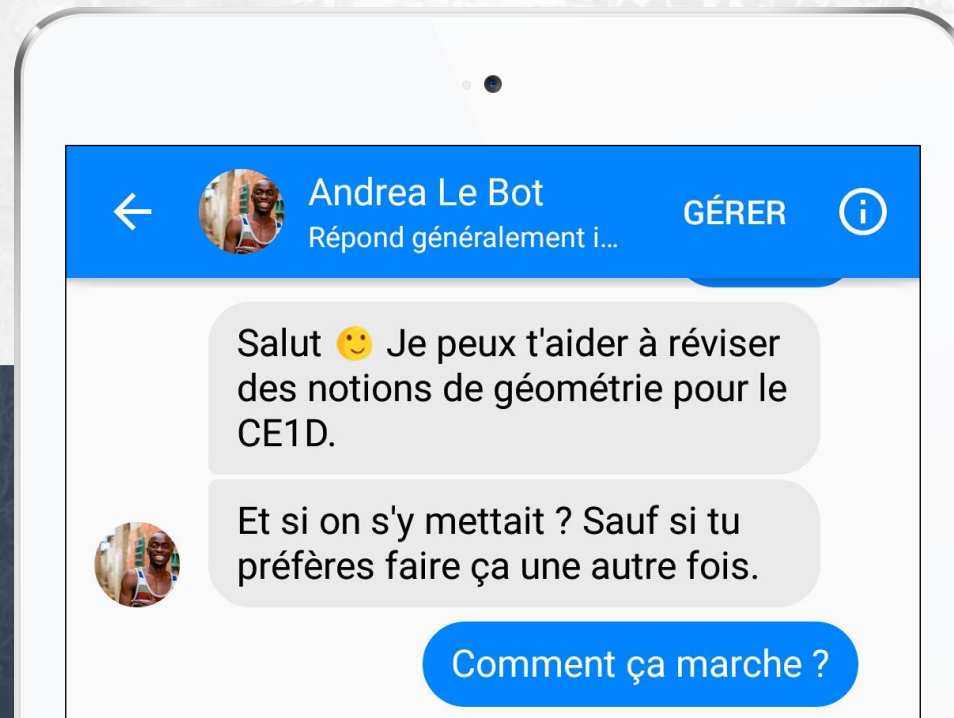 Andrea Le Bot
Répond généralement i...
GÉRER
Salut 🙂 Je peux t'aider à réviser
des notions de géométrie pour le
CE1D.
Et si on s'y mettait ? Sauf si tu
préfères faire ça une autre fois.
Comment ça marche ?